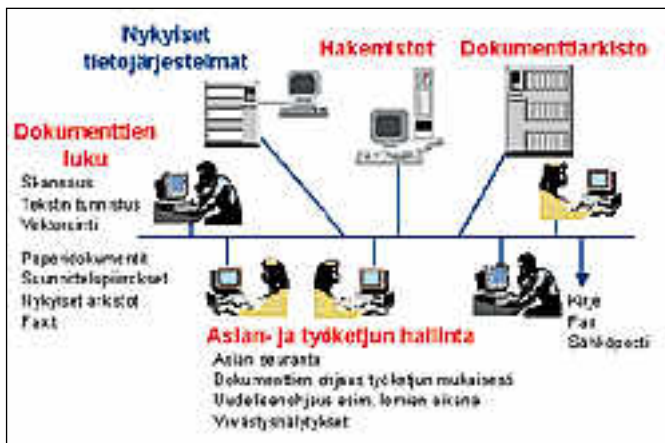 Nykyiset
tietojärjestelmät
Hakemistot
Dokumenttiarkisto
Dokumenttien
luku
Skannaus
Tekstin tunnistus
Vektorointi
Paperidokumentit
Suunnittelupiirrokset
Nykyiset arkistot
Faxit
Asian- ja työketjun hallinta
Asian seuranta
Dokumenttien ohjaus työketjun mukaisesti
Uudelleenohjaus esim. lomien aikana
Viivästyshälytykset
Kirje
Fax
Sähköposti